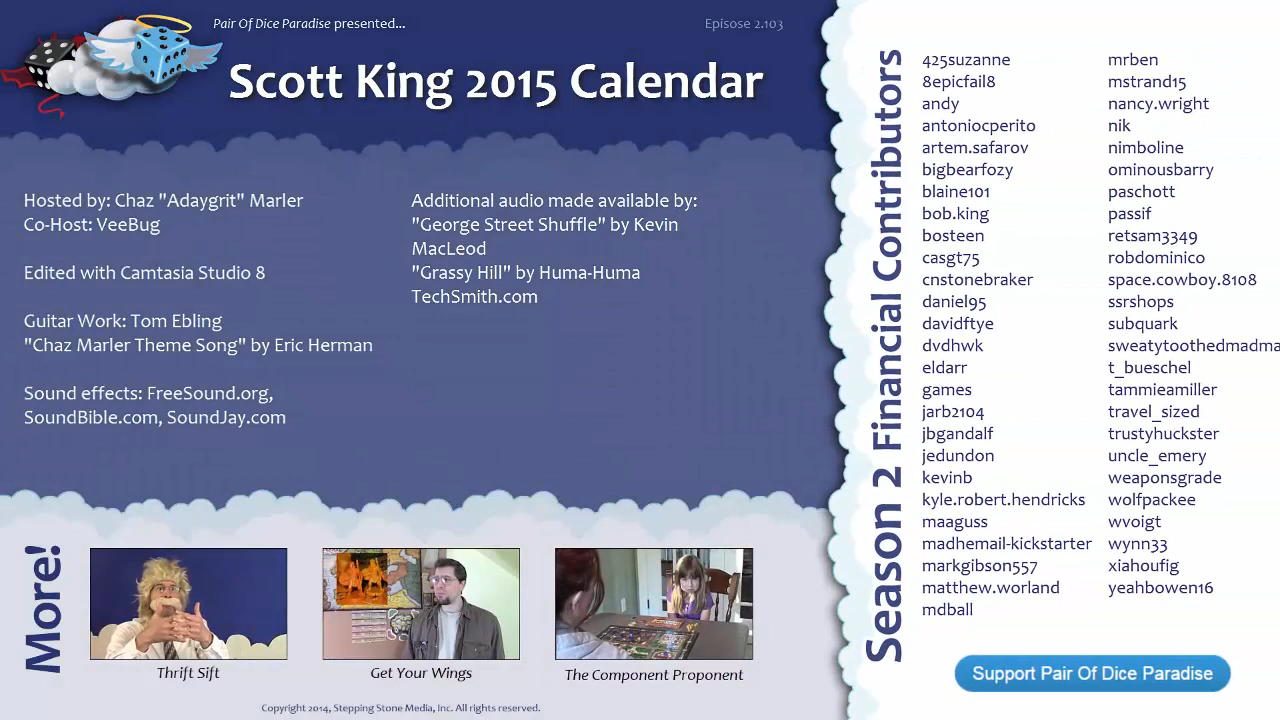 Pair Of Dice Paradise presented...
Episose 2.103
Scott King 2015 Calendar
Hosted by: Chaz "Adaygrit" Marler
Co-Host: VeeBug
Edited with Camtasia Studio 8
Guitar Work: Tom Ebling
"Chaz Marler Theme Song" by Eric Herman
Sound effects: FreeSound.org,
SoundBible.com, SoundJay.com
Additional audio made available by:
"George Street Shuffle" by Kevin
MacLeod
"Grassy Hill" by Huma-Huma
TechSmith.com
More!
Thrift Sift
Get Your Wings
The Component Proponent
Copyright 2014, Stepping Stone Media, Inc. All rights reserved.
Season 2 Financial Contributors
425suzanne
8epicfail8
andy
antoniocperito
artem.safarov
bigbearfozy
blaine101
bob.king
bosteen
casgt75
cnstonebraker
daniel95
davidftye
dvdhwk
eldarr
games
jarb2104
jbgandalf
jedundon
kevinb
kyle.robert.hendricks
maaguss
madhemail-kickstarter
markgibson557
matthew.worland
mdball
mrben
mstrand15
nancy.wright
nik
nimboline
ominousbarry
paschott
passif
retsam3349
robdominico
space.cowboy.8108
ssrshops
subquark
sweatytoothedmadma
t_bueschel
tammieamiller
travel_sized
trustyhuckster
uncle_emery
weaponsgrade
wolfpackee
wvoigt
wynn33
xiahoufig
yeahbowen16
Support Pair Of Dice Paradise